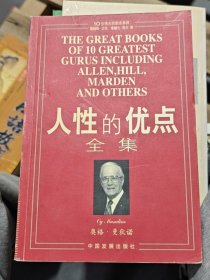 THE GREAT BOOKS
OF 10 GREATEST
GURUS INCLUDING
ALLEN,HILL,
MARDEN
AND OTHERS
人性的优点
全集
奥格·曼狄诺
中国发展出版社